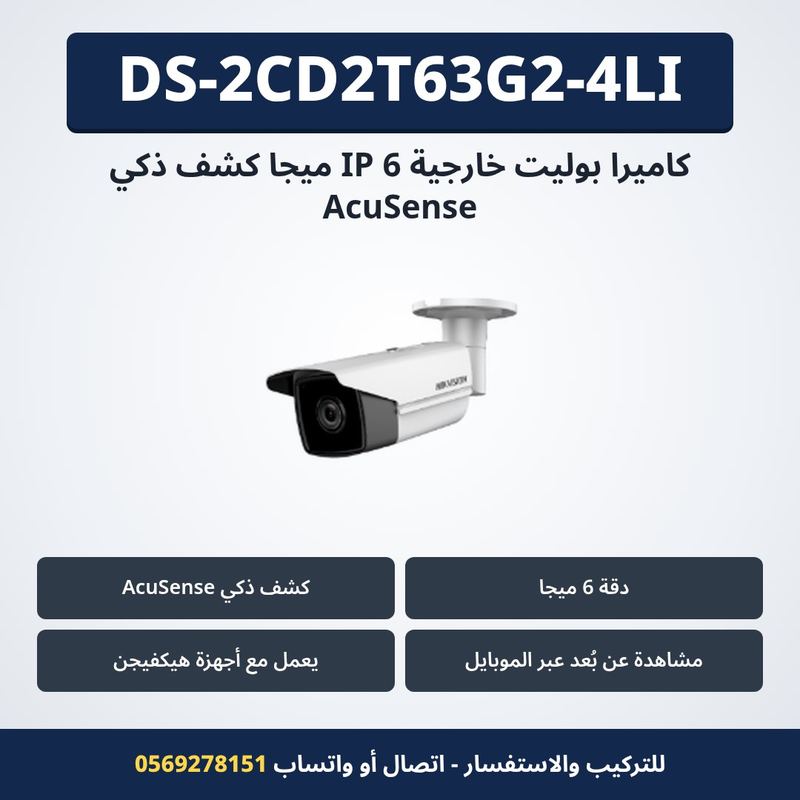 DS-2CD2T63G2-4LI
كاميرا بوليت خارجية IP 6 ميجا كشف ذكي
AcuSense
HIKVISION
دقة 6 ميجا
كشف ذكي AcuSense
مشاهدة عن بُعد عبر الموبايل
يعمل مع أجهزة هيكفيجن
للتركيب والاستفسار - اتصال أو واتساب 0569278151